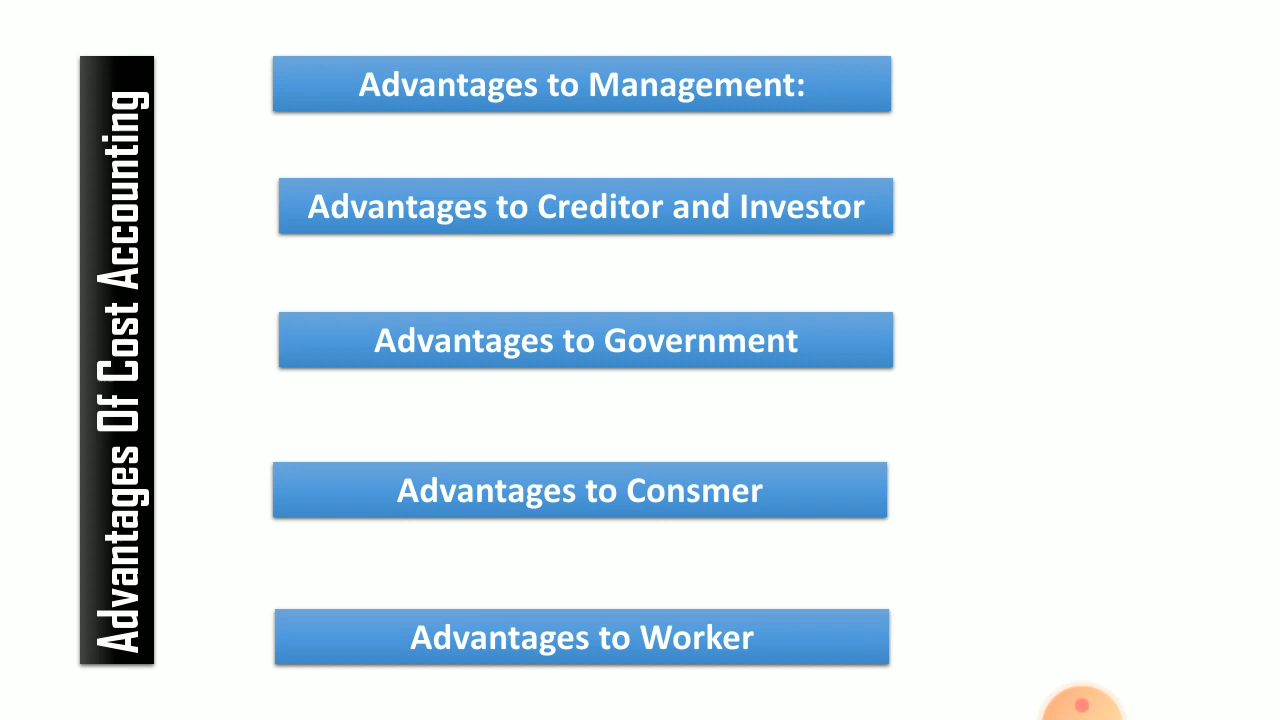 Advantages Of Cost Accounting
Advantages to Management:
Advantages to Creditor and Investor
Advantages to Government
Advantages to Consmer
Advantages to Worker